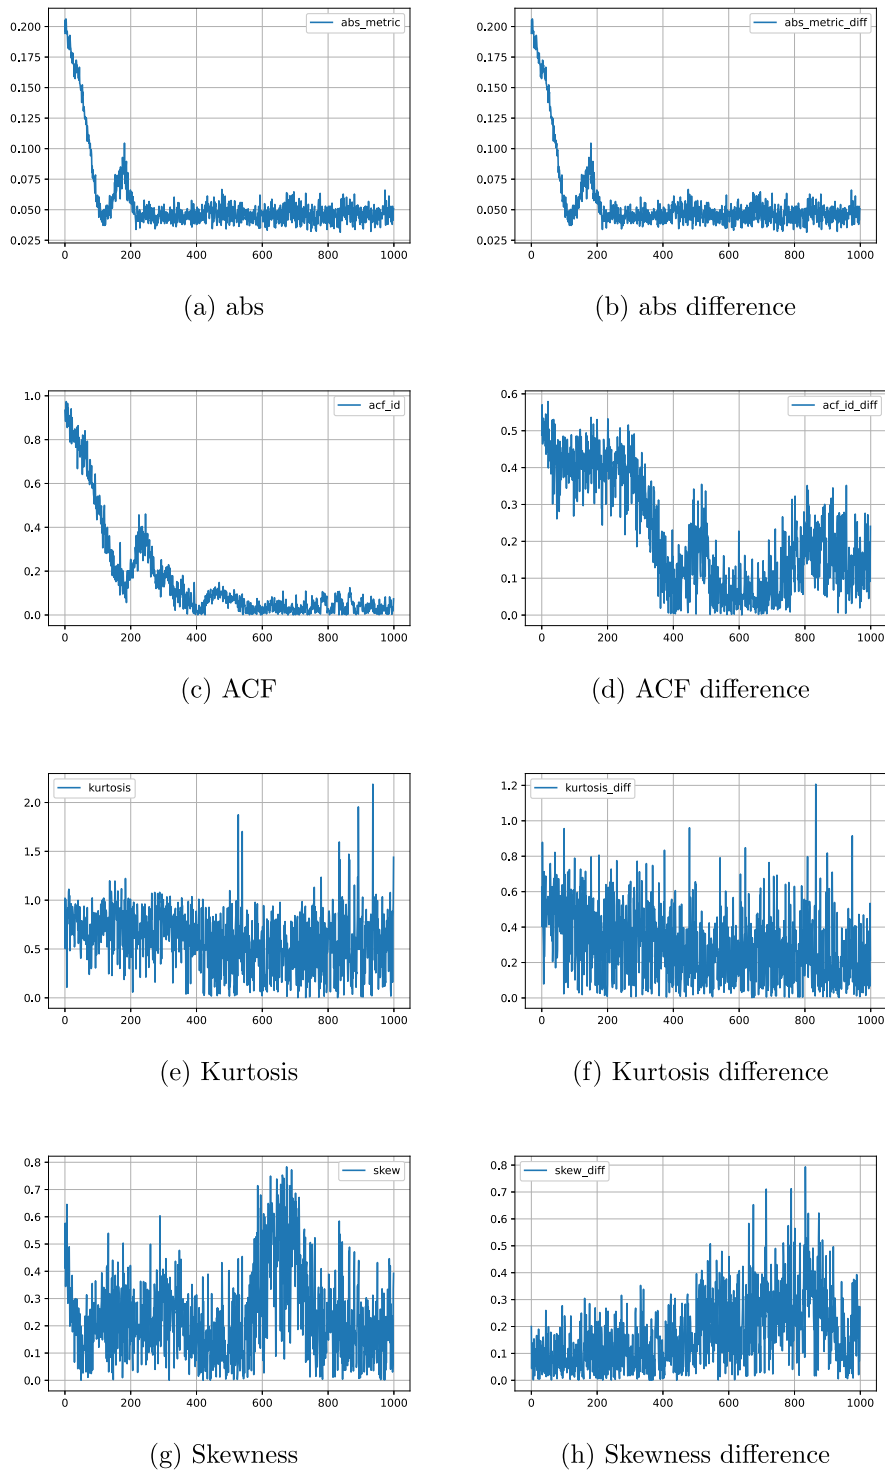 abs_metric
0.200
0.175
0.150
0.125
0.100
0.075
0.050
0.025
0 200 400 600 800 1000
(a) abs
abs_metric_diff
0.200
0.175
0.150
0.125
0.100
0.075
0.050
0.025
0 200 400 600 800 1000
(b) abs difference
acf_id
1.0
0.8
0.6
0.4
0.2
0.0
0 200 400 600 800 1000
(c) ACF
acf_id_diff
0.6
0.5
0.4
0.3
0.2
0.1
0.0
0 200 400 600 800 1000
(d) ACF difference
kurtosis
2.0
1.5
1.0
0.5
0.0
0 200 400 600 800 1000
(e) Kurtosis
kurtosis_diff
1.2
1.0
0.8
0.6
0.4
0.2
0.0
0 200 400 600 800 1000
(f) Kurtosis difference
skew
0.8
0.7
0.6
0.5
0.4
0.3
0.2
0.1
0.0
0 200 400 600 800 1000
(g) Skewness
skew_diff
0.8
0.7
0.6
0.5
0.4
0.3
0.2
0.1
0.0
0 200 400 600 800 1000
(h) Skewness difference